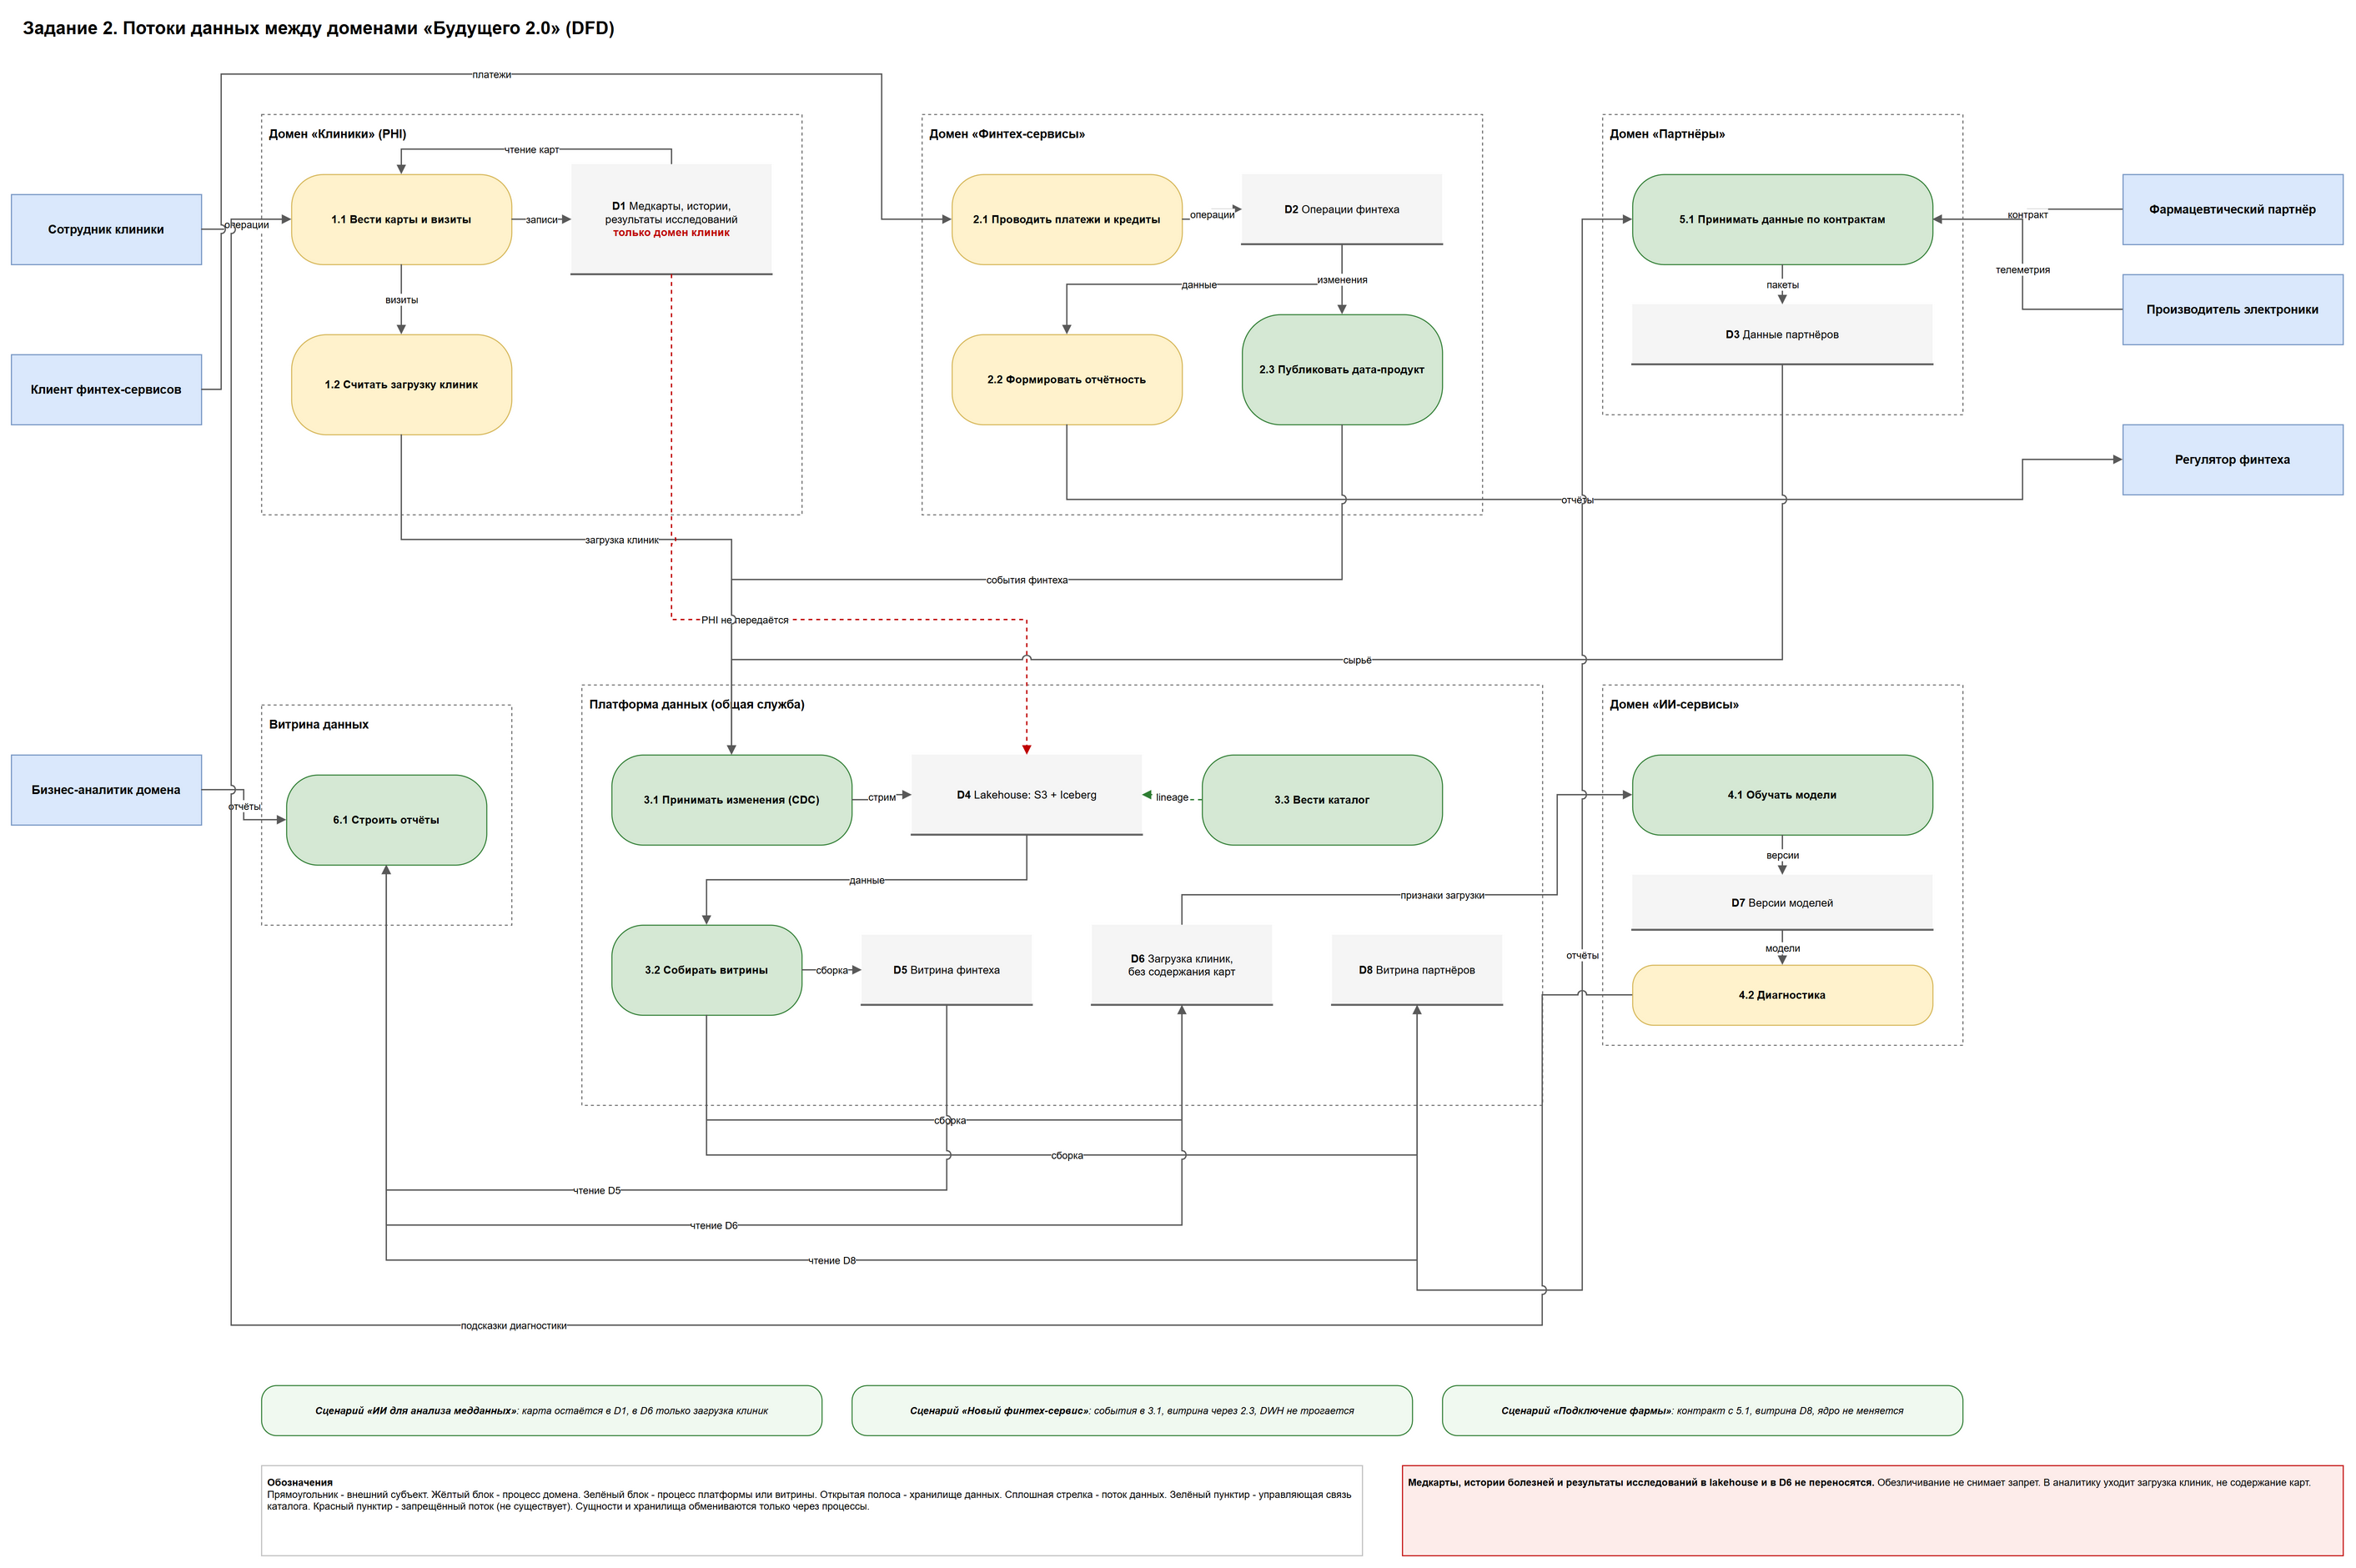 Задание 2. Потоки данных между доменами «Будущего 2.0» (DFD)
платежи
Домен «Клиники» (PHI)
чтение карт
1.1 Вести карты и визиты
записи
D1 Медкарты, истории,
результаты исследований
только домен клиник
визиты
1.2 Считать загрузку клиник
Сотрудник клиники
операции
Клиент финтех-сервисов
Домен «Финтех-сервисы»
2.1 Проводить платежи и кредиты
операции
D2 Операции финтеха
изменения
данные
2.2 Формировать отчётность
2.3 Публиковать дата-продукт
Домен «Партнёры»
5.1 Принимать данные по контрактам
пакеты
D3 Данные партнёров
контракт
телеметрия
Фармацевтический партнёр
Производитель электроники
Регулятор финтеха
отчёты
загрузка клиник
события финтеха
PHI не передаётся
сырьё
Бизнес-аналитик домена
отчёты
Витрина данных
6.1 Строить отчёты
Платформа данных (общая служба)
3.1 Принимать изменения (CDC)
стрим
D4 Lakehouse: S3 + Iceberg
lineage
3.3 Вести каталог
данные
признаки загрузки
3.2 Собирать витрины
сборка
D5 Витрина финтеха
D6 Загрузка клиник,
без содержания карт
D8 Витрина партнёров
Домен «ИИ-сервисы»
4.1 Обучать модели
версии
D7 Версии моделей
модели
4.2 Диагностика
отчёты
сборка
сборка
чтение D5
чтение D6
чтение D8
подсказки диагностики
Сценарий «ИИ для анализа медданных»: карта остаётся в D1, в D6 только загрузка клиник
Сценарий «Новый финтех-сервис»: события в 3.1, витрина через 2.3, DWH не трогается
Сценарий «Подключение фармы»: контракт с 5.1, витрина D8, ядро не меняется
Обозначения
Прямоугольник - внешний субъект. Жёлтый блок - процесс домена. Зелёный блок - процесс платформы или витрины. Открытая полоса - хранилище данных. Сплошная стрелка - поток данных. Зелёный пунктир - управляющая связь
каталога. Красный пунктир - запрещённый поток (не существует). Сущности и хранилища обмениваются только через процессы.
Медкарты, истории болезней и результаты исследований в lakehouse и в D6 не переносятся. Обезличивание не снимает запрет. В аналитику уходит загрузка клиник, не содержание карт.